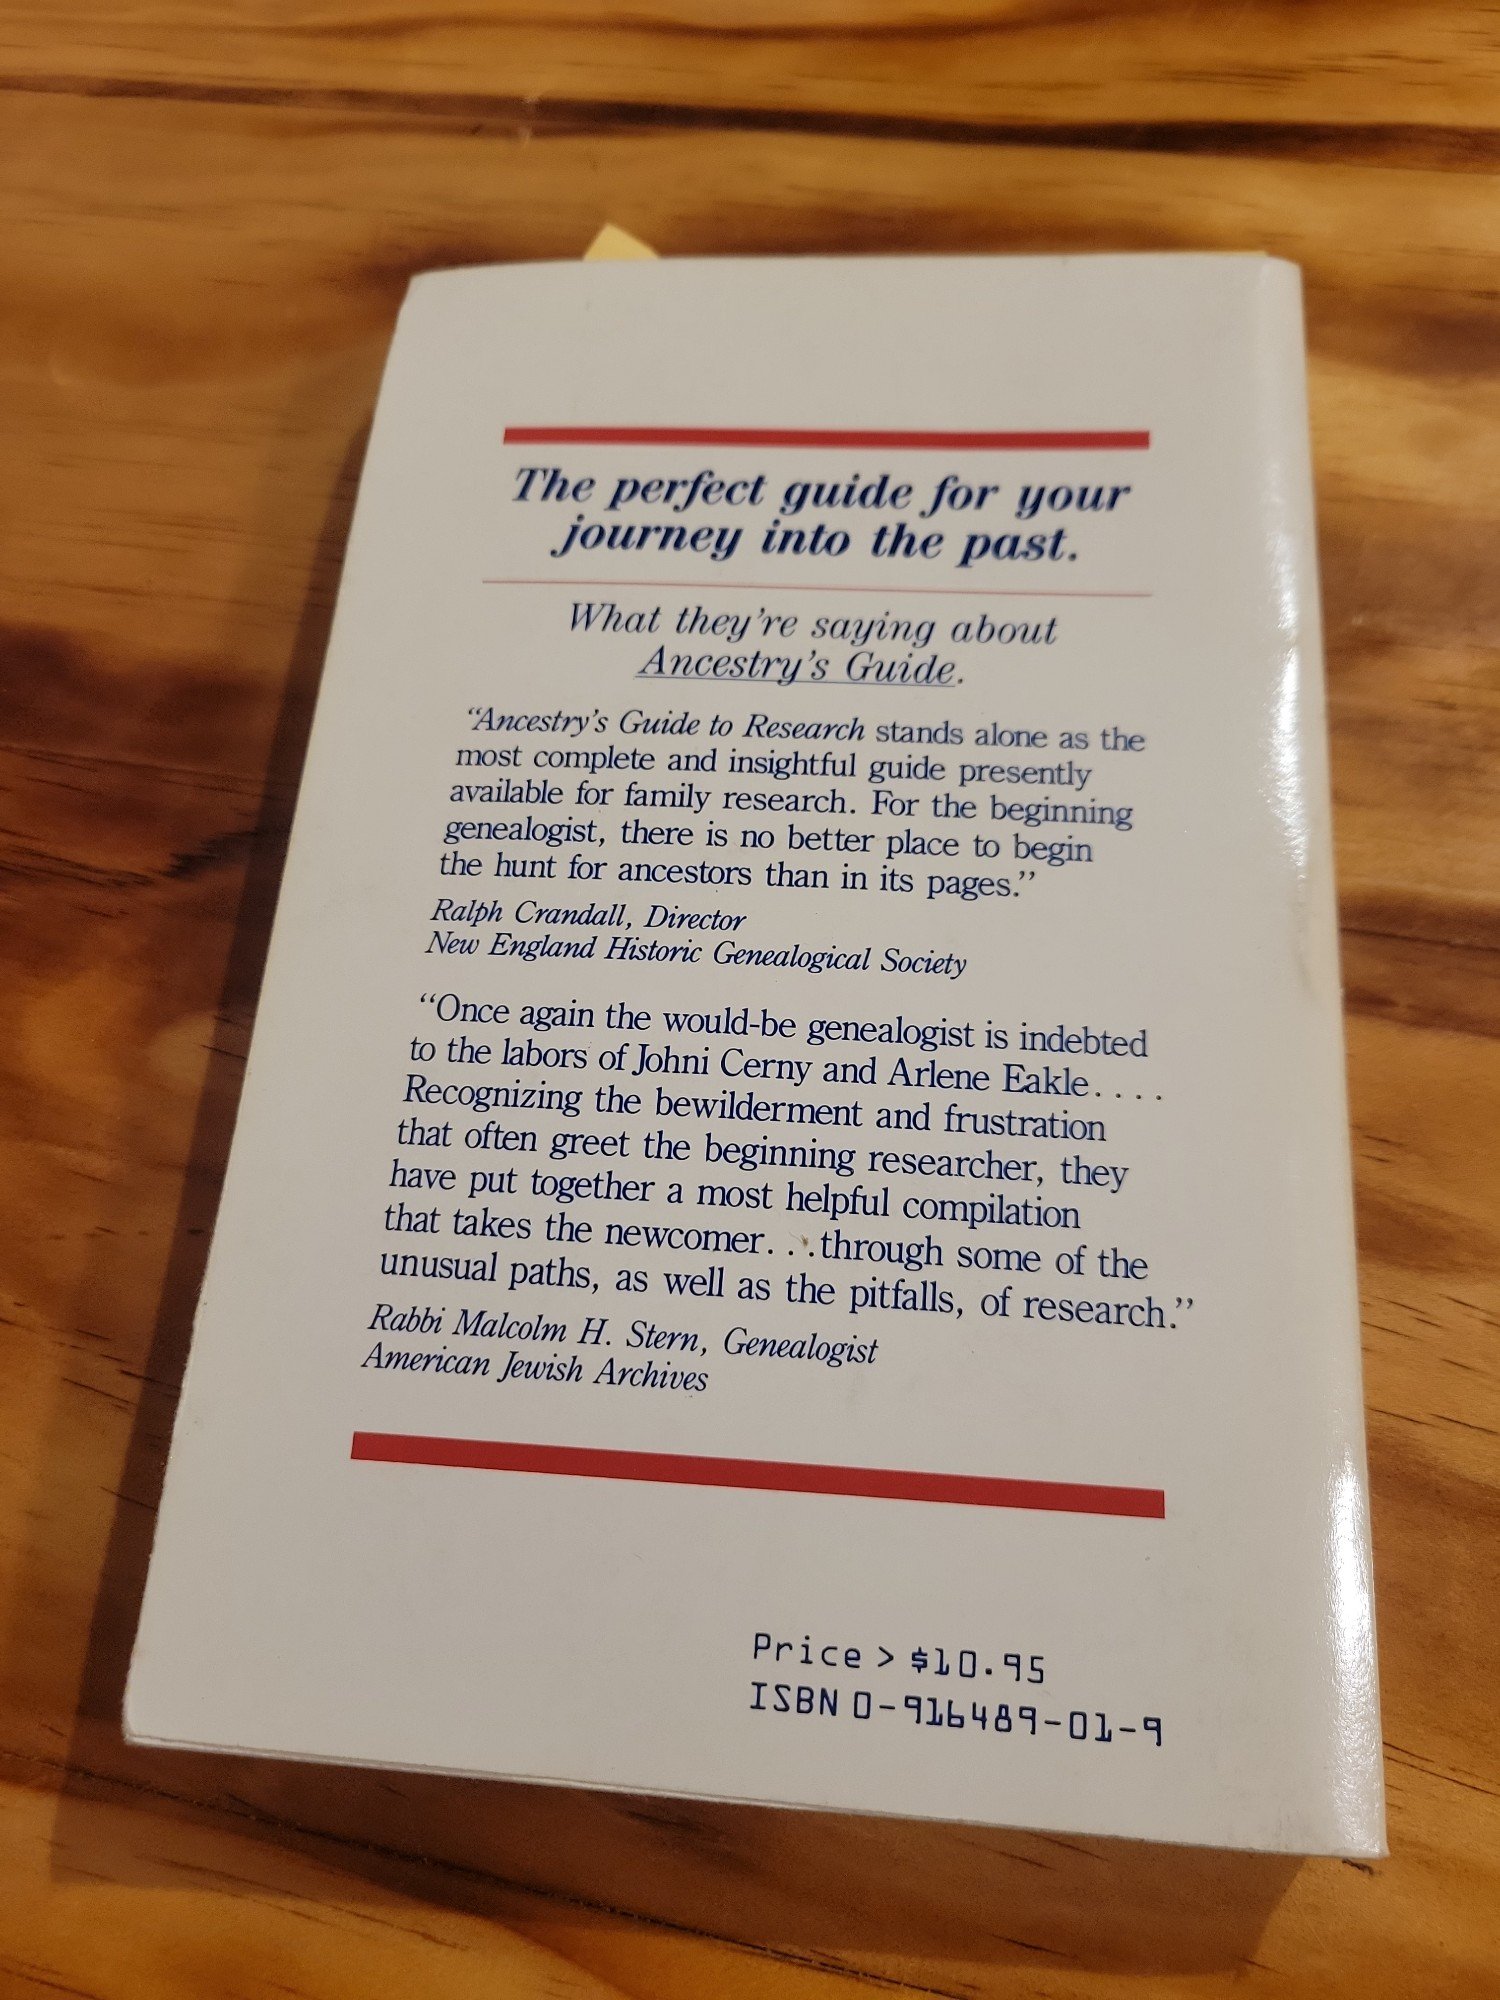 The perfect guide for your
journey into the past.
What they're saying about
Ancestry's Guide.
"Ancestry's Guide to Research stands alone as the
most complete and insightful guide presently
available for family research. For the beginning
genealogist, there is no better place to begin
the hunt for ancestors than in its pages."
Ralph Crandall, Director
New England Historic Genealogical Society
"Once again the would-be genealogist is indebted
to the labors of Johni Cerny and Arlene Eakle. . . .
Recognizing the bewilderment and frustration
that often greet the beginning researcher, they
have put together a most helpful compilation
that takes the newcomer. . .through some of the
unusual paths, as well as the pitfalls, of research."
Rabbi Malcolm H. Stern, Genealogist
American Jewish Archives
Price > $10.95
ISBN 0-916489-01-9